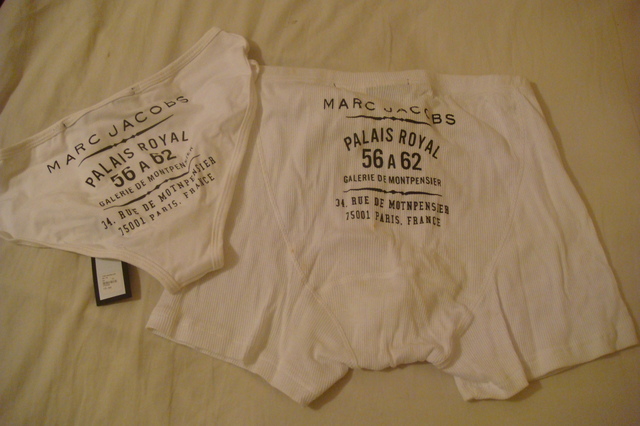 MARC JACOBS
PALAIS ROYAL
56 A 62
GALERIE DE MONTPENSIER
34, RUE DE MOTNPENSIER
75001 PARIS, FRANCE
MARC JACOBS
PALAIS ROYAL
56 A 62
GALERIE DE MONTPENSIER
34, RUE DE MOTNPENSIER
75001 PARIS, FRANCE